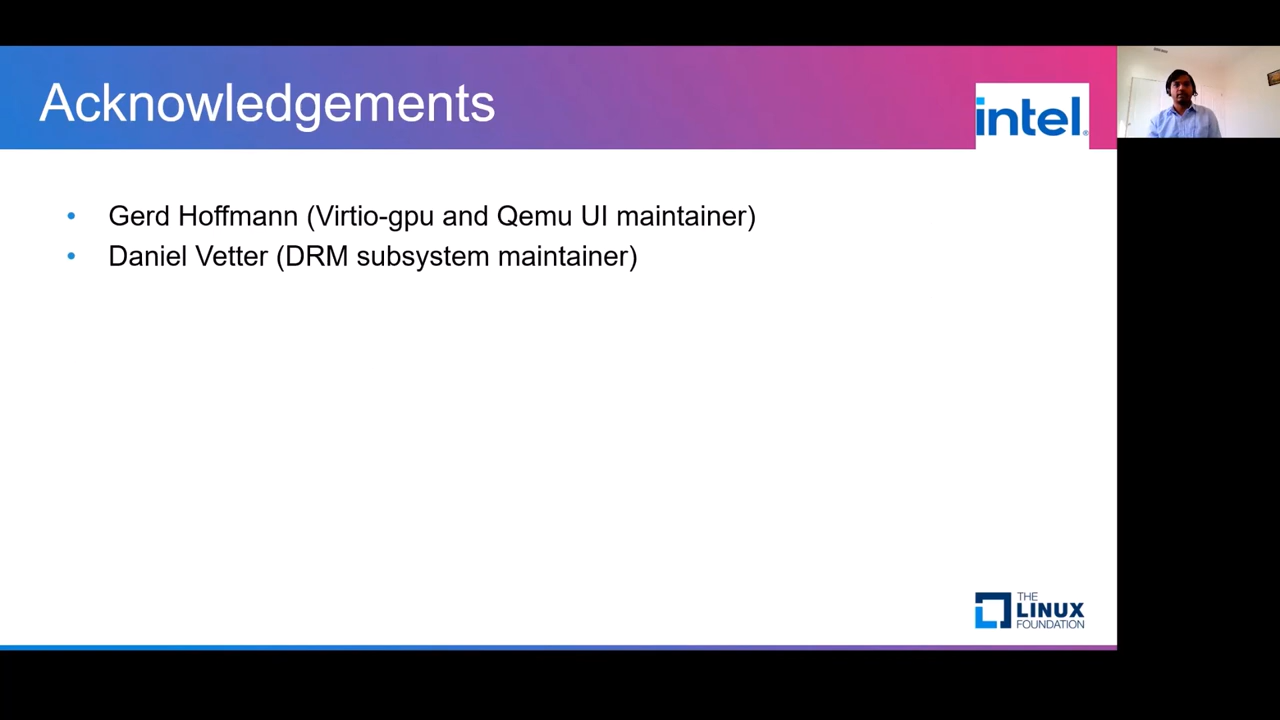 Acknowledgements
intel®
Gerd Hoffmann (Virtio-gpu and Qemu UI maintainer)
Daniel Vetter (DRM subsystem maintainer)
THE
LINUX
FOUNDATION